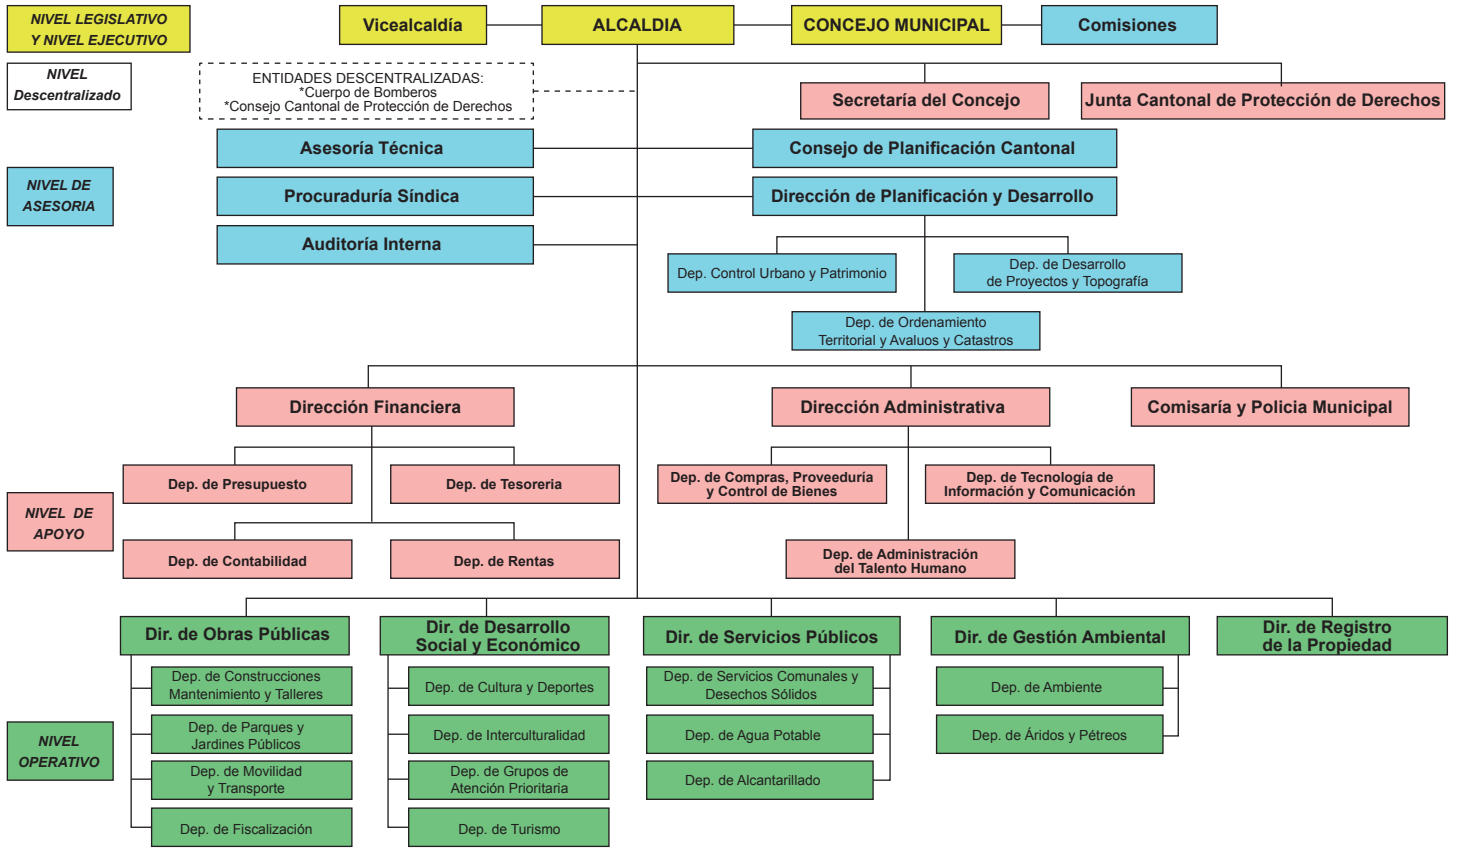 NIVEL LEGISLATIVO
Y NIVEL EJECUTIVO
Vicealcaldía
ALCALDIA
CONCEJO MUNICIPAL
Comisiones
NIVEL
Descentralizado
ENTIDADES DESCENTRALIZADAS:
*Cuerpo de Bomberos
*Consejo Cantonal de Protección de Derechos
Secretaría del Concejo
Junta Cantonal de Protección de Derechos
Asesoría Técnica
Consejo de Planificación Cantonal
NIVEL DE
ASESORIA
Procuraduría Síndica
Dirección de Planificación y Desarrollo
Auditoría Interna
Dep. Control Urbano y Patrimonio
Dep. de Desarrollo
de Proyectos y Topografía
Dep. de Ordenamiento
Territorial y Avaluos y Catastros
Dirección Financiera
Dirección Administrativa
Comisaría y Policia Municipal
Dep. de Presupuesto
Dep. de Tesoreria
Dep. de Compras, Proveeduría
y Control de Bienes
Dep. de Tecnología de
Información y Comunicación
NIVEL DE
APOYO
Dep. de Contabilidad
Dep. de Rentas
Dep. de Administración
del Talento Humano
Dir. de Obras Públicas
Dir. de Desarrollo
Social y Económico
Dir. de Servicios Públicos
Dir. de Gestión Ambiental
Dir. de Registro
de la Propiedad
Dep. de Construcciones
Mantenimiento y Talleres
Dep. de Cultura y Deportes
Dep. de Servicios Comunales y
Desechos Sólidos
Dep. de Ambiente
NIVEL
OPERATIVO
Dep. de Parques y
Jardines Públicos
Dep. de Interculturalidad
Dep. de Agua Potable
Dep. de Áridos y Pétreos
Dep. de Movilidad
y Transporte
Dep. de Grupos de
Atención Prioritaria
Dep. de Alcantarillado
Dep. de Fiscalización
Dep. de Turismo